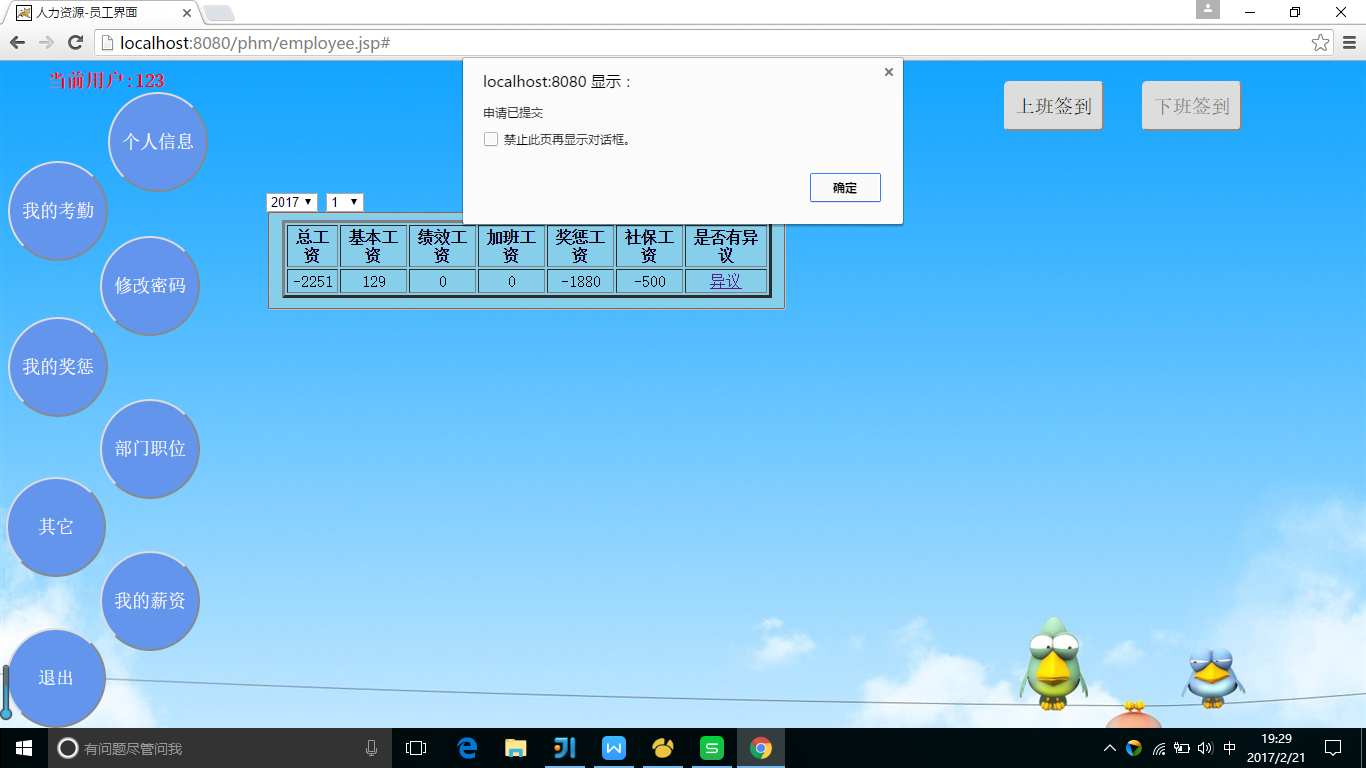 人力资源-员工界面
localhost:8080/phm/employee.jsp#
当前用户:123
localhost:8080 显示：
申请已提交
禁止此页再显示对话框。
确定
上班签到
下班签到
个人信息
我的考勤
修改密码
我的奖惩
部门职位
其它
我的薪资
退出
2017 1
总工资 基本工资 绩效工资 加班工资 奖惩工资 社保工资 是否有异议
-2251 129 0 0 -1880 -500 异议
有问题尽管问我
中
19:29
2017/2/21